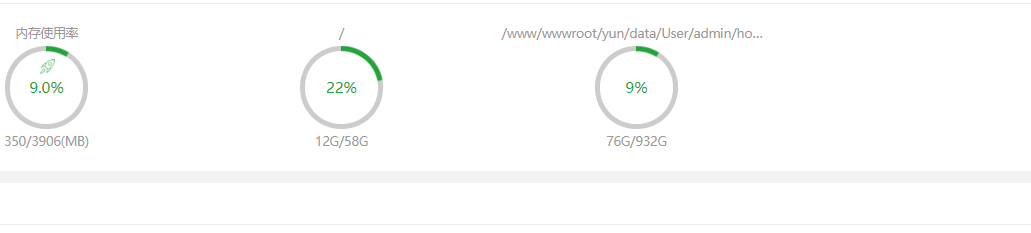 内存使用率
/
/www/wwwroot/yun/data/User/admin/ho...
9.0%
22%
9%
350/3906(MB)
12G/58G
76G/932G